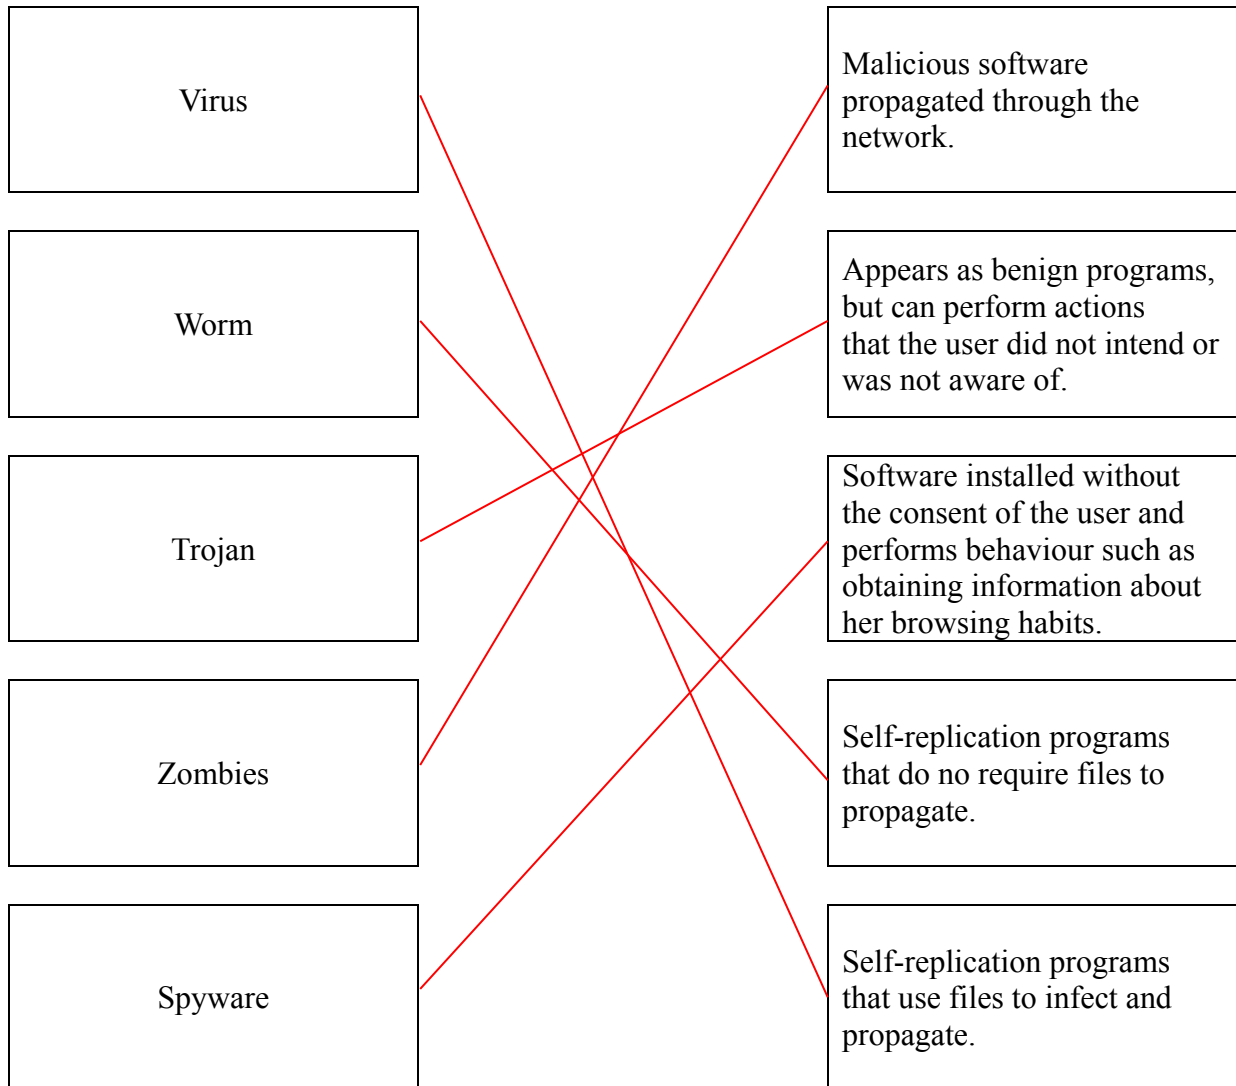 Virus
Malicious software
propagated through the
network.
Worm
Appears as benign programs,
but can perform actions
that the user did not intend or
was not aware of.
Trojan
Software installed without
the consent of the user and
performs behaviour such as
obtaining information about
her browsing habits.
Zombies
Self-replication programs
that do no require files to
propagate.
Spyware
Self-replication programs
that use files to infect and
propagate.